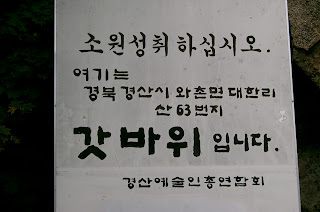 소원성취하십시오.
여기는
경북 경산시 와촌면 대한리
산 63번지
갓바위 입니다.
경산예술인총연합회